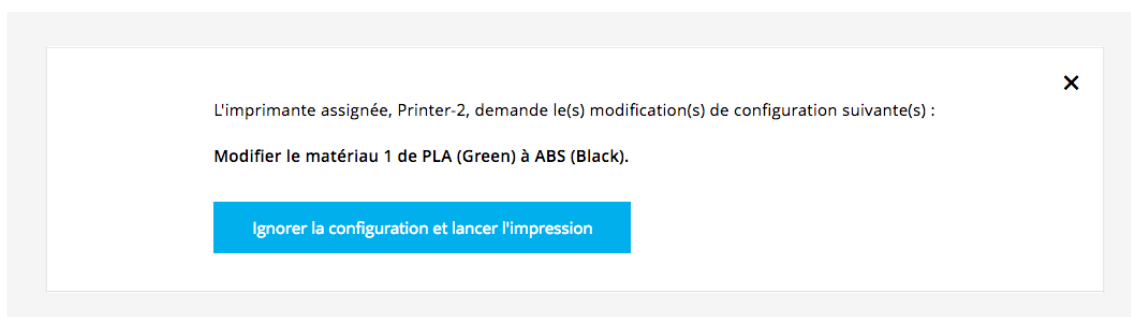 L'imprimante assignée, Printer-2, demande le(s) modification(s) de configuration suivante(s) :
Modifier le matériau 1 de PLA (Green) à ABS (Black).
Ignorer la configuration et lancer l'impression